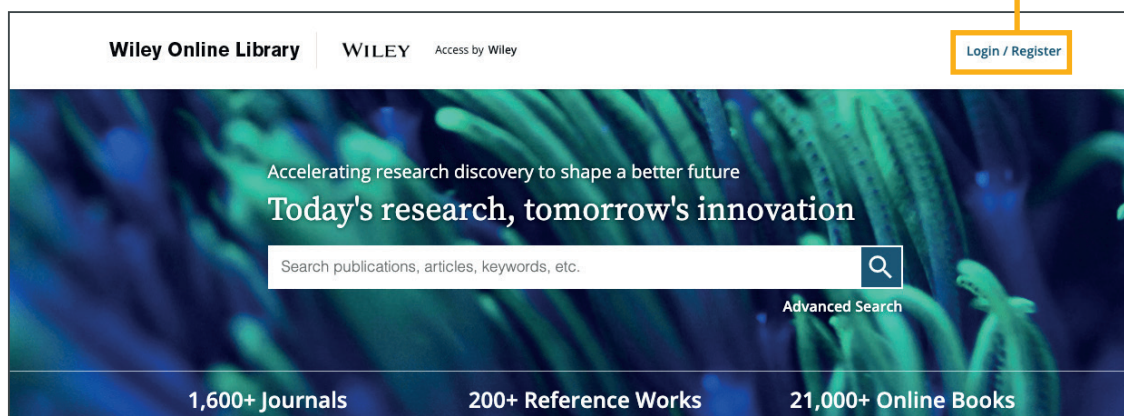 Wiley Online Library WILEY Access by Wiley Login / Register
Accelerating research discovery to shape a better future
Today's research, tomorrow's innovation
Search publications, articles, keywords, etc.
Advanced Search
1,600+ Journals 200+ Reference Works 21,000+ Online Books